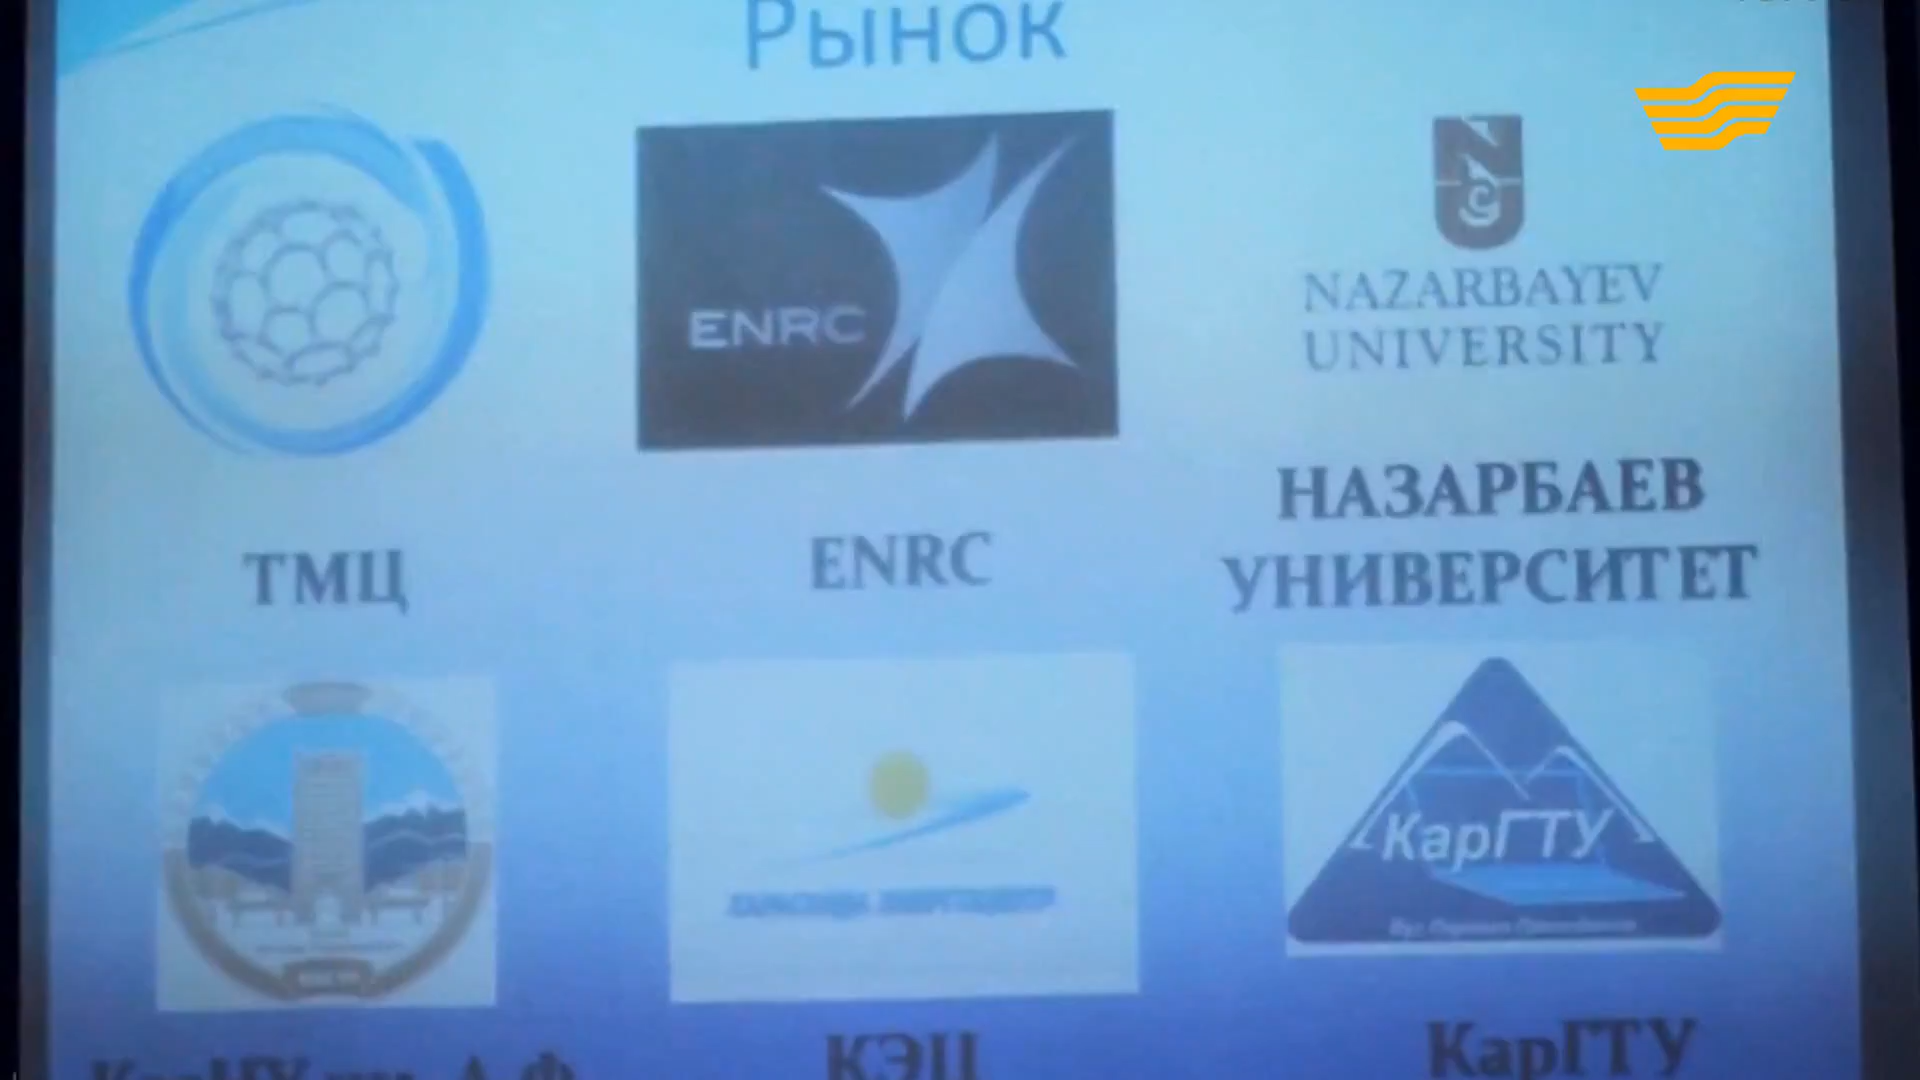 Рынок
ENRC
NAZARBAYEV
UNIVERSITY
ТМЦ
ENRC
НАЗАРБАЕВ
УНИВЕРСИТЕТ
КарГТУ
КЭЦ
КарГТУ